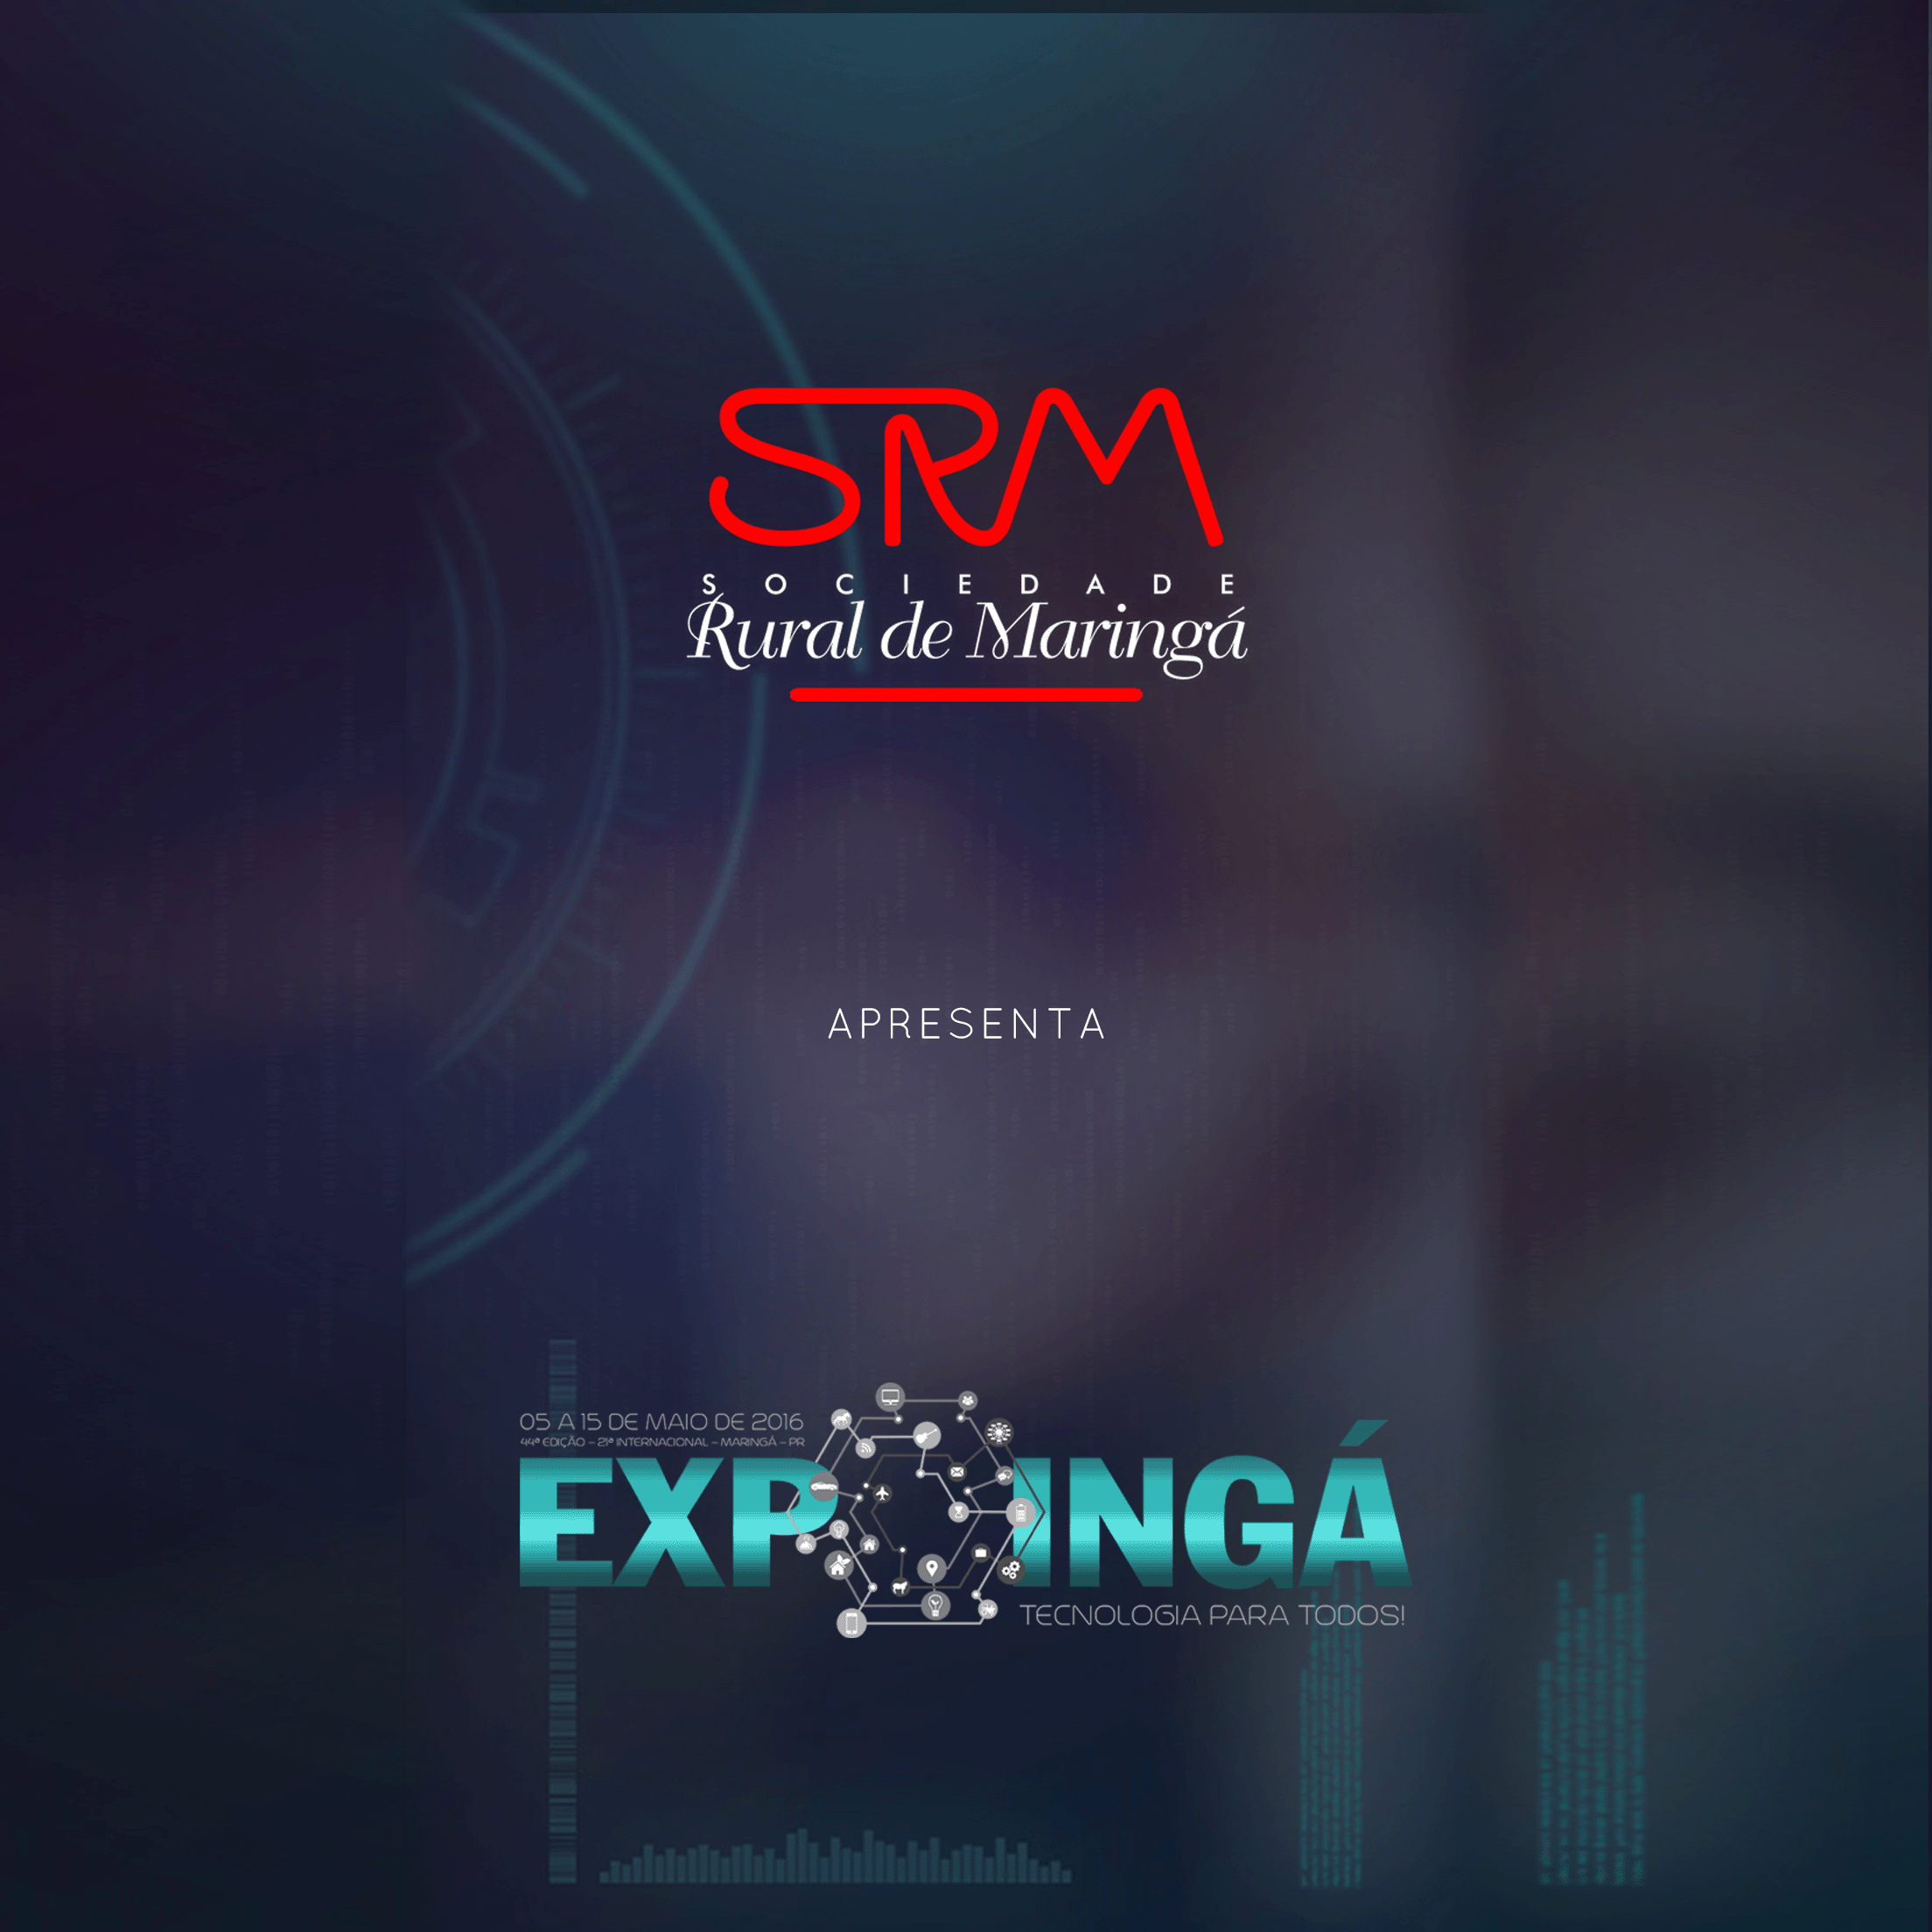 SRM
SOCIEDADE
Rural de Maringá
APRESENTA
05 A 15 DE MAIO DE 2016
44ª EDIÇÃO – 21ª INTERNACIONAL – MARINGÁ – PR
EXPOINGÁ
TECNOLOGIA PARA TODOS!